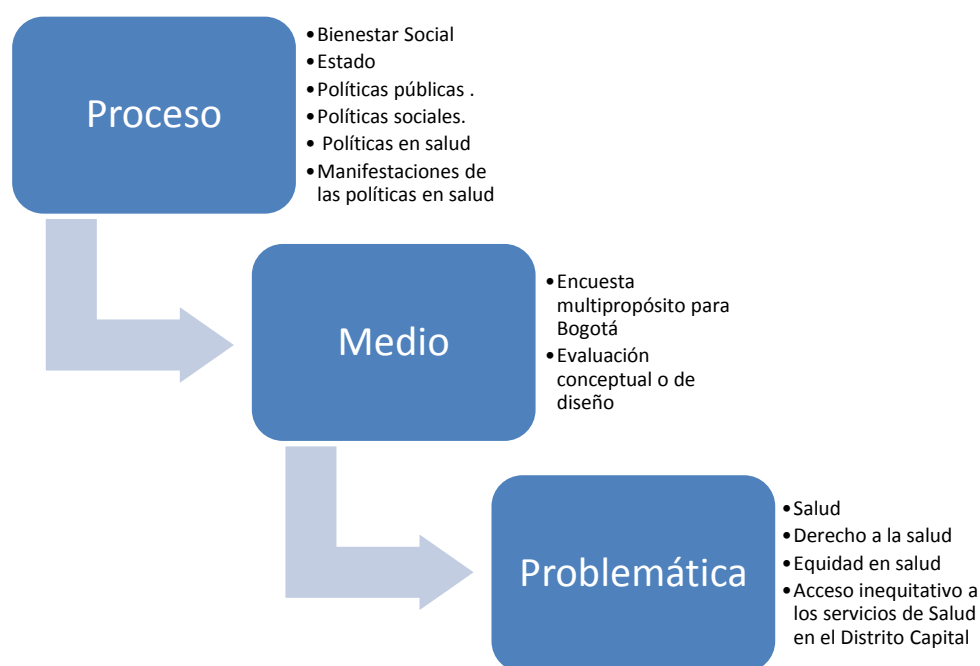 Proceso
•Bienestar Social
•Estado
•Políticas públicas .
•Políticas sociales.
• Políticas en salud
•Manifestaciones de
las políticas en salud
Medio
•Encuesta
multipropósito para
Bogotá
•Evaluación
conceptual o de
diseño
Problemática
•Salud
•Derecho a la salud
•Equidad en salud
•Acceso inequitativo a
los servicios de Salud
en el Distrito Capital